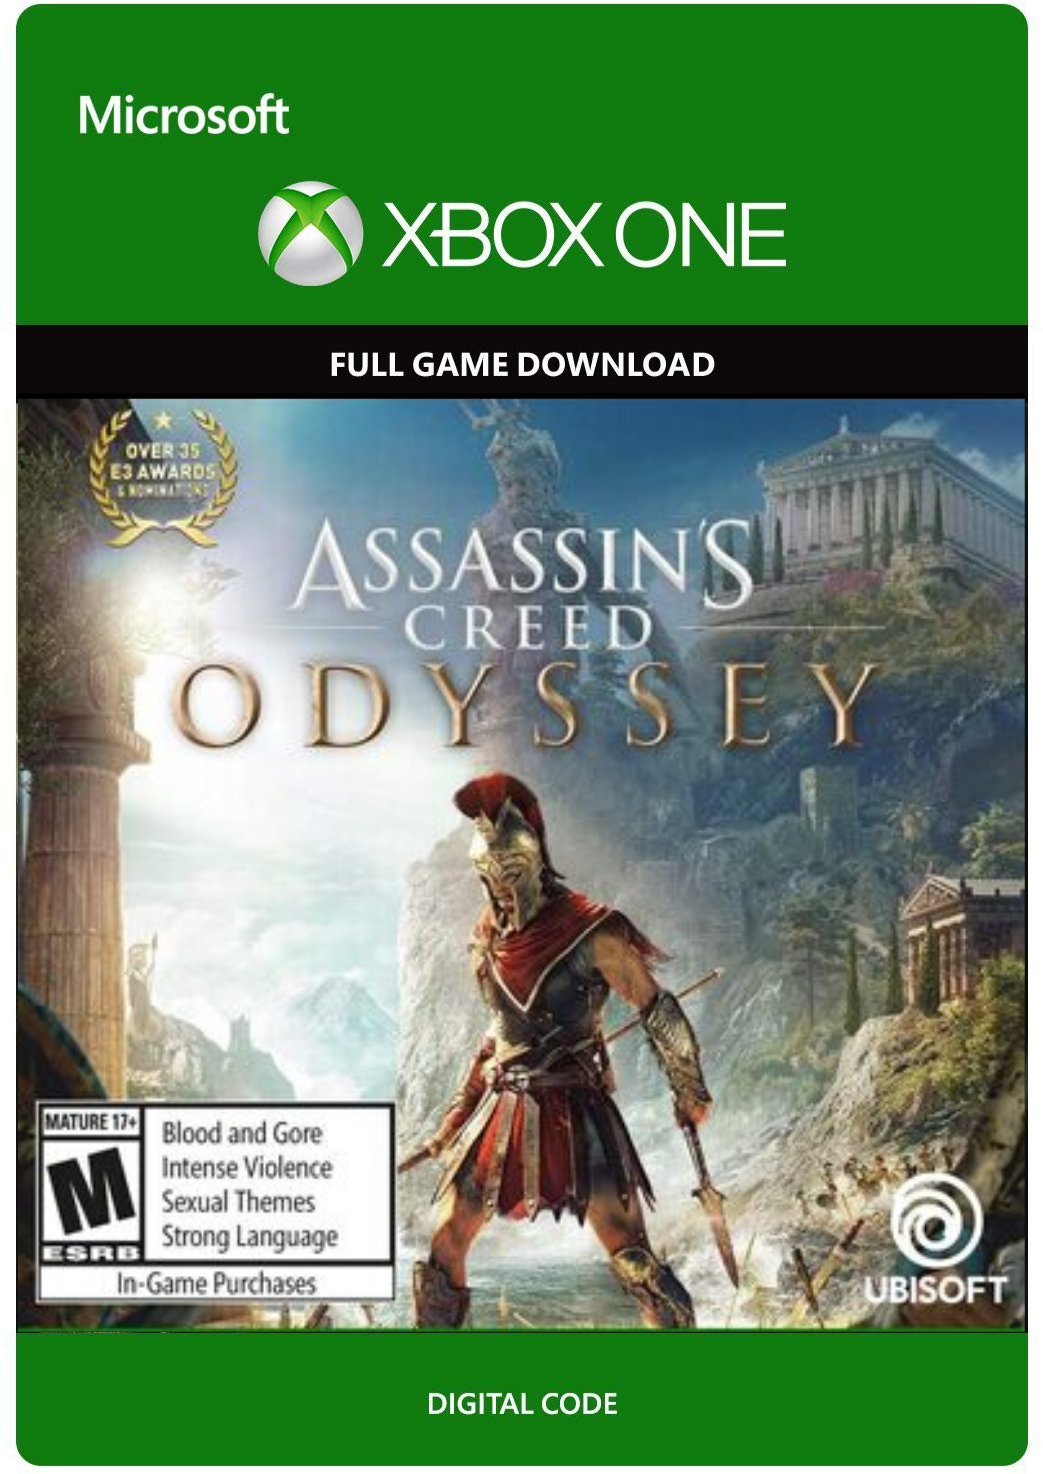 Microsoft
XBOX ONE
FULL GAME DOWNLOAD
OVER 35
E3 AWARDS
& NOMINATIONS
ASSASSIN'S
CREED
ODYSSEY
MATURE 17+
M
ESRB
Blood and Gore
Intense Violence
Sexual Themes
Strong Language
In-Game Purchases
UBISOFT
DIGITAL CODE